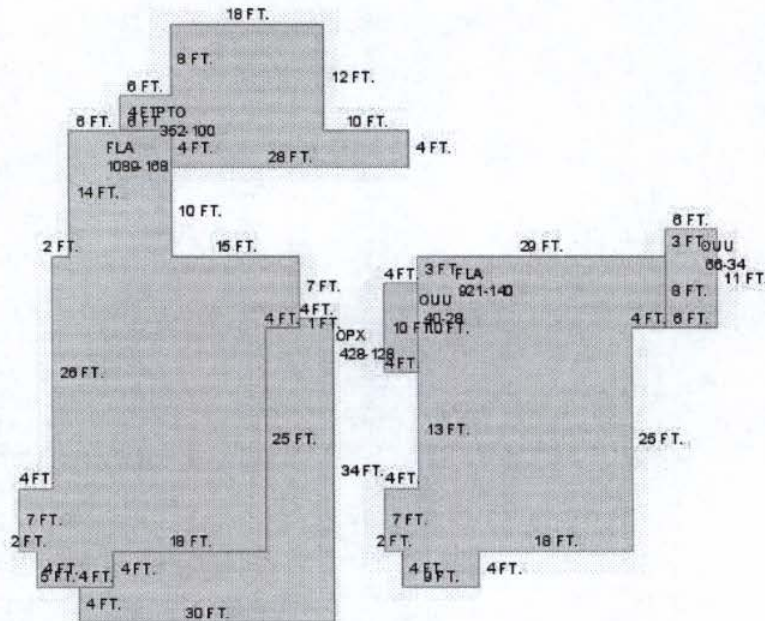 18 FT.
8 FT.
12 FT.
6 FT.
4 FT.
PTO
352-100
6 FT.
6 FT.
10 FT.
FLA
1089-168
4 FT.
28 FT.
4 FT.
14 FT.
10 FT.
2 FT.
15 FT.
7 FT.
4 FT.
1 FT.
4 FT.
OPX
428-128
26 FT.
25 FT.
34 FT.
4 FT.
7 FT.
2 FT.
18 FT.
4 FT.
5 FT.
4 FT.
4 FT.
4 FT.
30 FT.
6 FT.
29 FT.
3 FT.
OUU
66-34
11 FT.
8 FT.
4 FT.
3 FT.
FLA
921-140
OUU
40-28
10 FT.
10 FT.
4 FT.
6 FT.
4 FT.
13 FT.
25 FT.
4 FT.
7 FT.
2 FT.
18 FT.
4 FT.
9 FT.
4 FT.